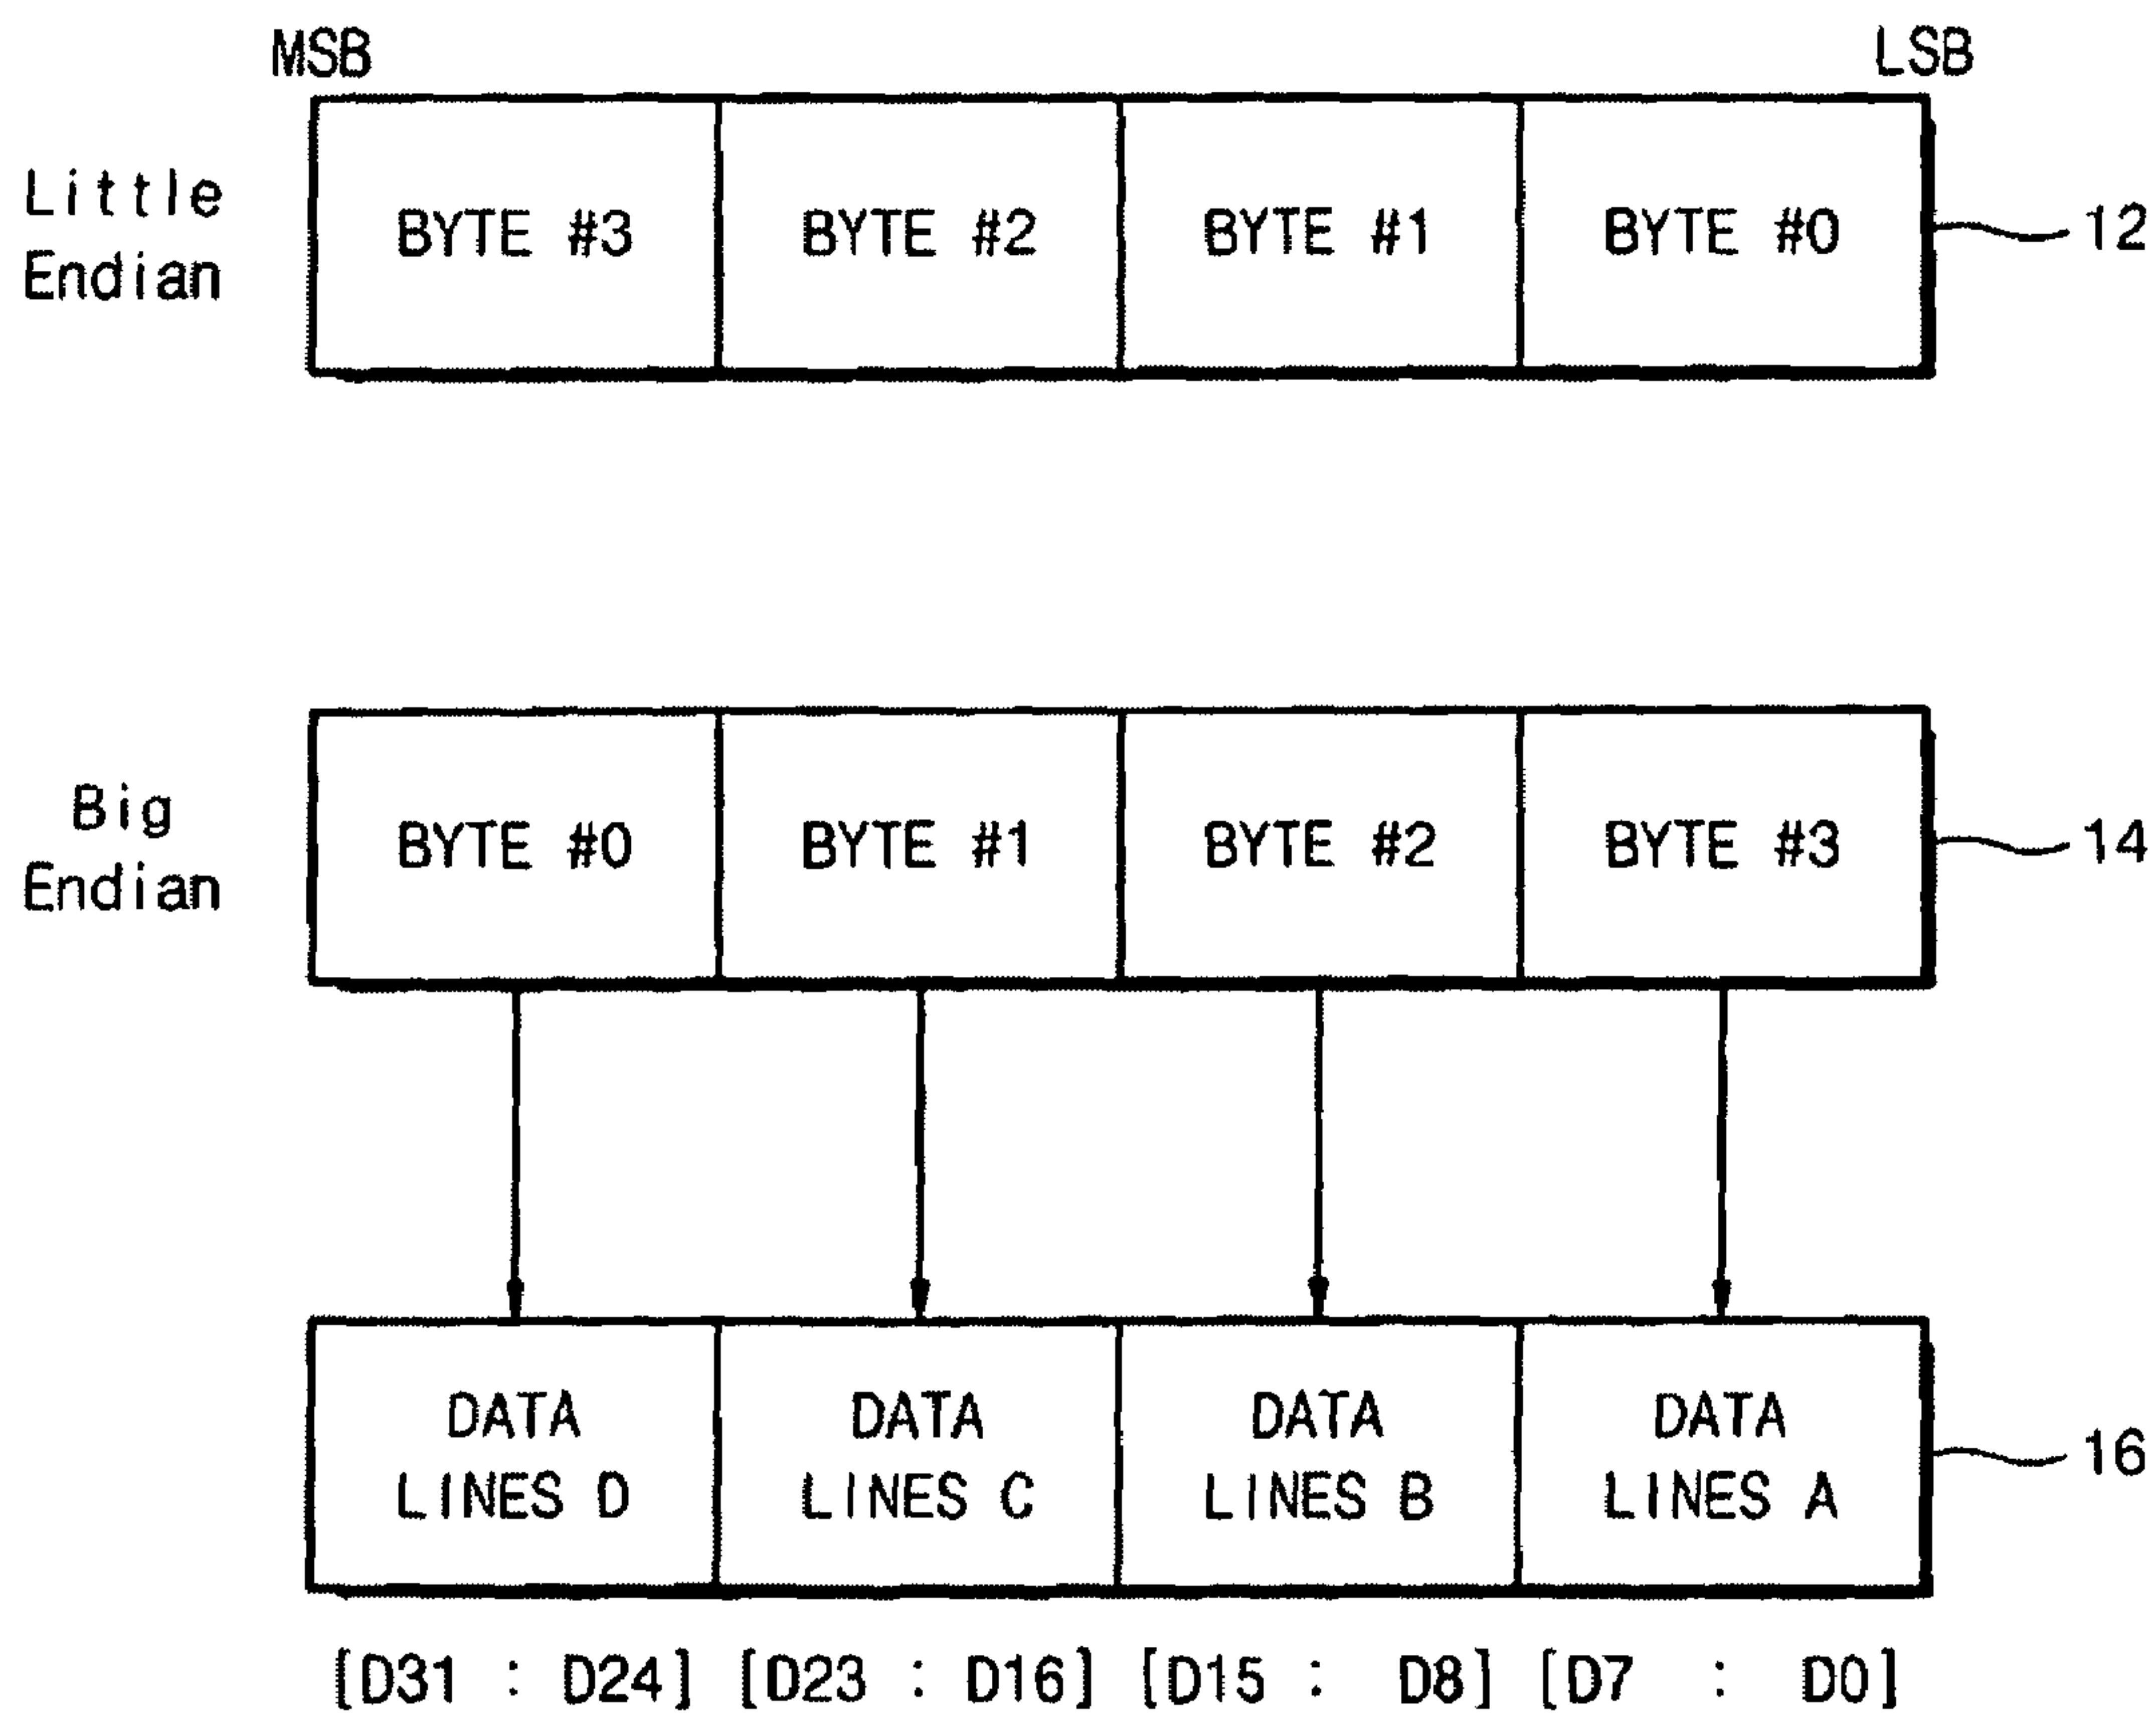 MSB LSB
Little
Endian
BYTE #3 BYTE #2 BYTE #1 BYTE #0 12
Big
Endian
BYTE #0 BYTE #1 BYTE #2 BYTE #3 14
DATA DATA DATA DATA
LINES D LINES C LINES B LINES A 16
[D31 : D24] [D23 : D16] [D15 : D8] [D7 : D0]